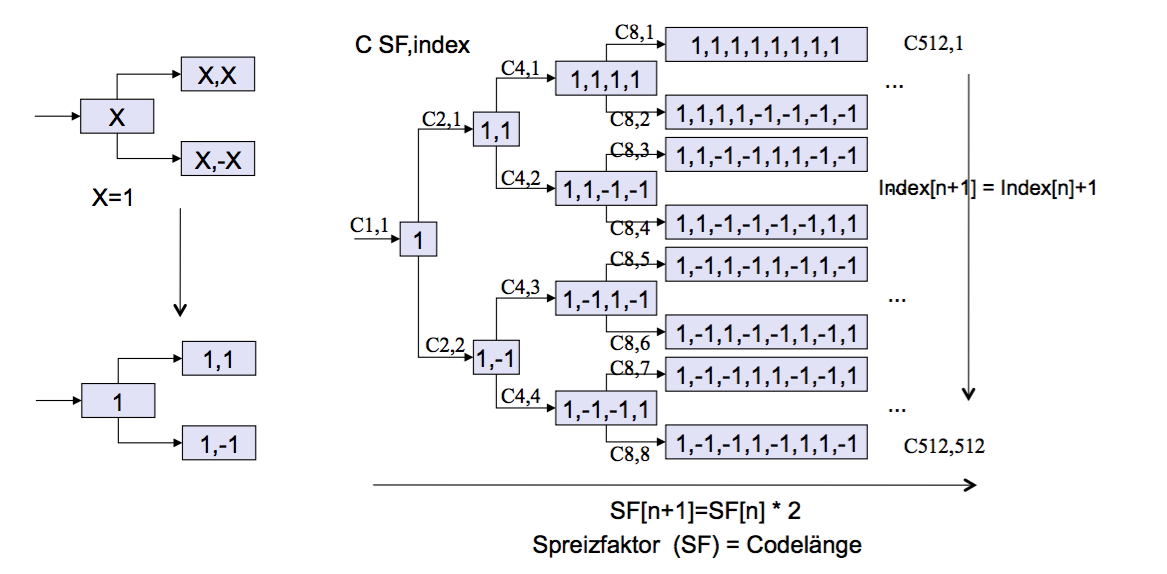 X
X,X
X,-X
X=1
1
1,1
1,-1
C SF,index
C1,1
1
C2,1
1,1
C2,2
1,-1
C4,1
1,1,1,1
C4,2
1,1,-1,-1
C4,3
1,-1,1,-1
C4,4
1,-1,-1,1
C8,1
1,1,1,1,1,1,1,1
C8,2
1,1,1,1,-1,-1,-1,-1
C8,3
1,1,-1,-1,1,1,-1,-1
C8,4
1,1,-1,-1,-1,-1,1,1
C8,5
1,-1,1,-1,1,-1,1,-1
C8,6
1,-1,1,-1,-1,1,-1,1
C8,7
1,-1,-1,1,1,-1,-1,1
C8,8
1,-1,-1,1,-1,1,1,-1
C512,1
...
...
Index[n+1] = Index[n]+1
...
...
C512,512
SF[n+1]=SF[n] * 2
Spreizfaktor (SF) = Codelänge